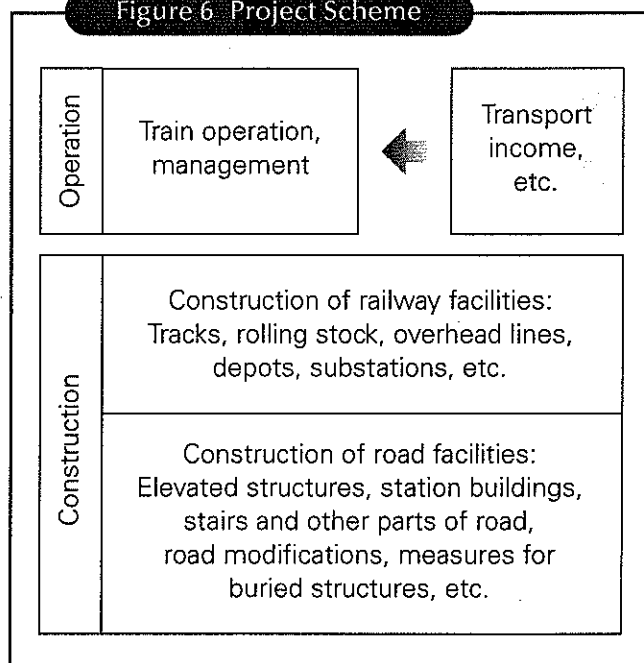 Figure 6 Project Scheme
Operation
Train operation,
management
Transport
income,
etc.
Construction
Construction of railway facilities:
Tracks, rolling stock, overhead lines,
depots, substations, etc.
Construction of road facilities:
Elevated structures, station buildings,
stairs and other parts of road,
road modifications, measures for
buried structures, etc.